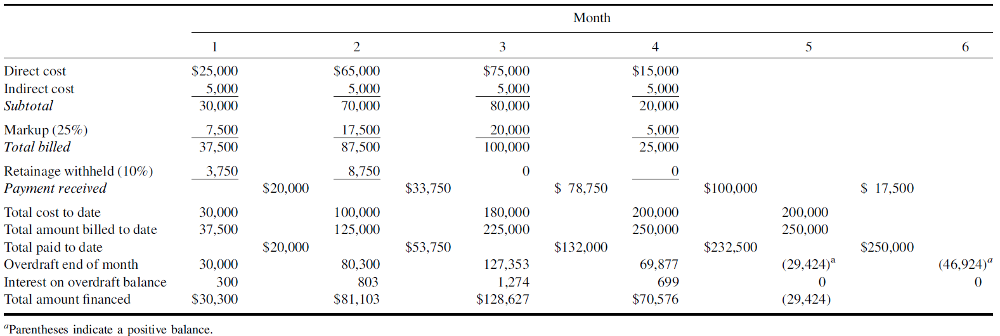 Month
1 2 3 4 5 6
Direct cost $25,000 $65,000 $75,000 $15,000
Indirect cost 5,000 5,000 5,000 5,000
Subtotal 30,000 70,000 80,000 20,000
Markup (25%) 7,500 17,500 20,000 5,000
Total billed 37,500 87,500 100,000 25,000
Retainage withheld (10%) 3,750 8,750 0 0
Payment received $20,000 $33,750 $ 78,750 $100,000 $ 17,500
Total cost to date 30,000 100,000 180,000 200,000 200,000
Total amount billed to date 37,500 125,000 225,000 250,000 250,000
Total paid to date $20,000 $53,750 $132,000 $232,500 $250,000
Overdraft end of month 30,000 80,300 127,353 69,877 (29,424)a (46,924)a
Interest on overdraft balance 300 803 1,274 699 0 0
Total amount financed $30,300 $81,103 $128,627 $70,576 (29,424)
aParentheses indicate a positive balance.